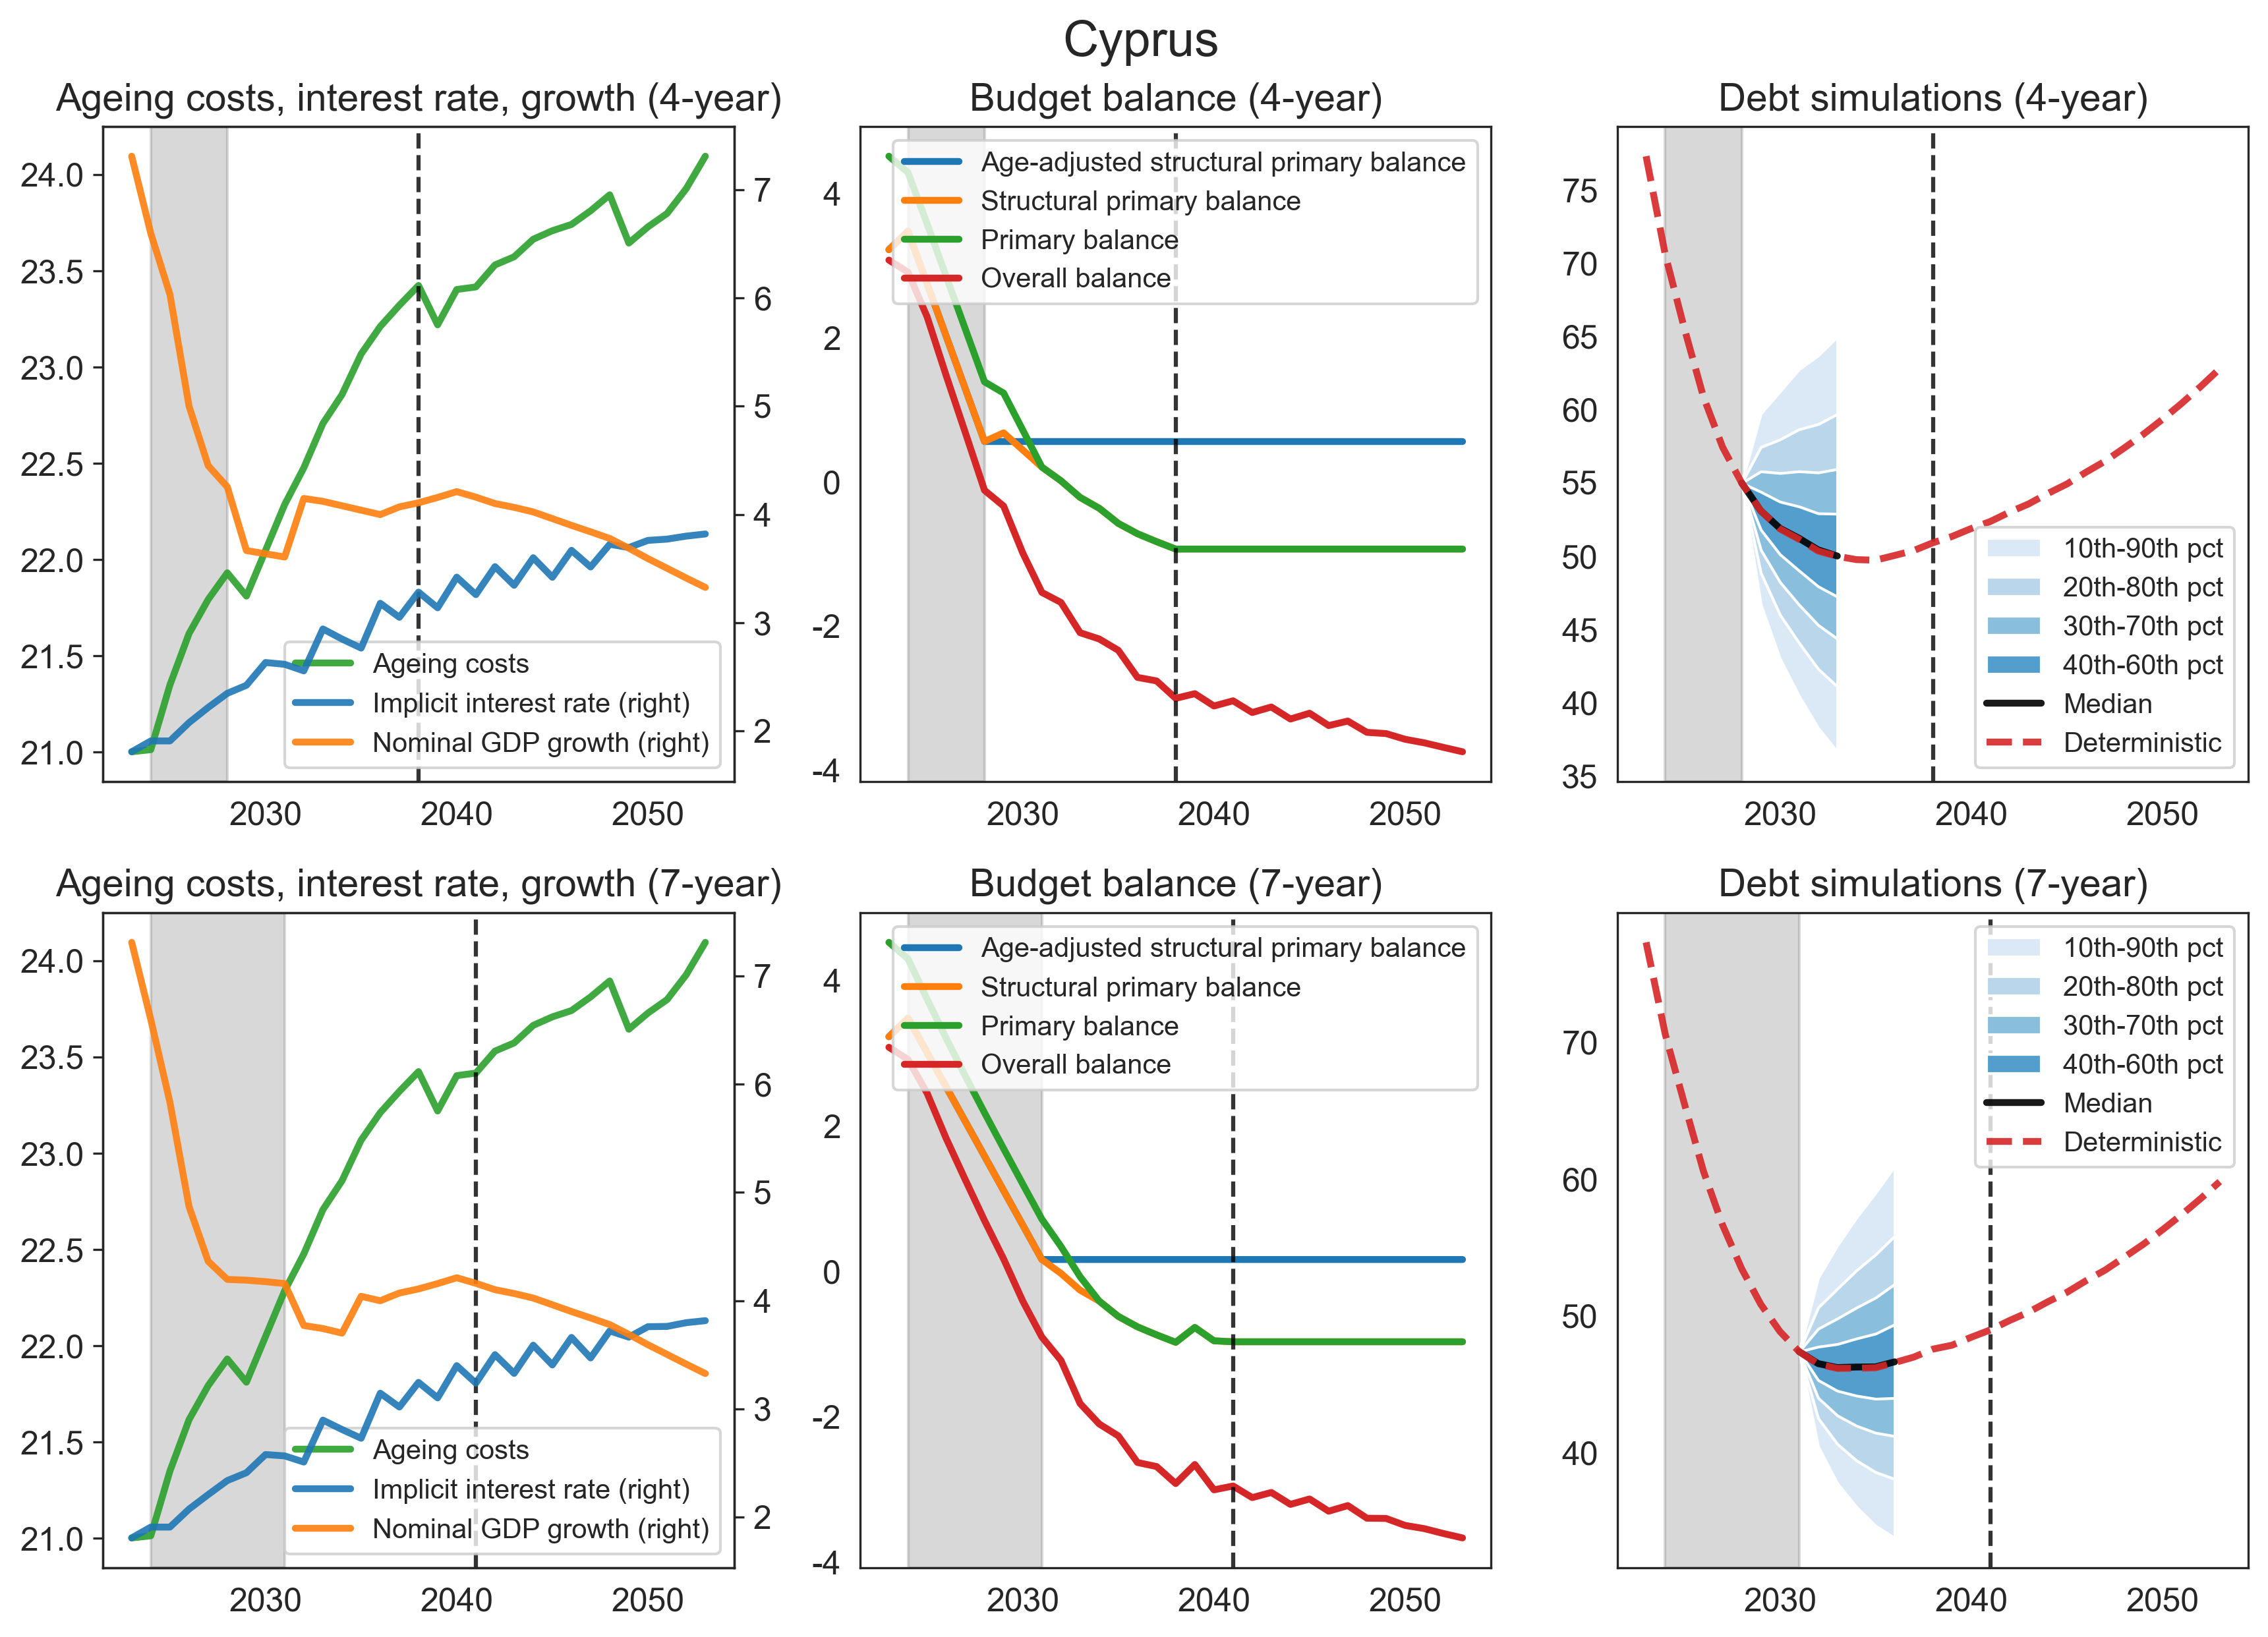 Cyprus
Ageing costs, interest rate, growth (4-year)
24.0
23.5
23.0
22.5
22.0
21.5
21.0
7
6
5
4
3
2
2030
2040
2050
Ageing costs
Implicit interest rate (right)
Nominal GDP growth (right)
Budget balance (4-year)
4
2
0
-2
-4
2030
2040
2050
Age-adjusted structural primary balance
Structural primary balance
Primary balance
Overall balance
Debt simulations (4-year)
75
70
65
60
55
50
45
40
35
2030
2040
2050
10th-90th pct
20th-80th pct
30th-70th pct
40th-60th pct
Median
Deterministic
Ageing costs, interest rate, growth (7-year)
24.0
23.5
23.0
22.5
22.0
21.5
21.0
7
6
5
4
3
2
2030
2040
2050
Ageing costs
Implicit interest rate (right)
Nominal GDP growth (right)
Budget balance (7-year)
4
2
0
-2
-4
2030
2040
2050
Age-adjusted structural primary balance
Structural primary balance
Primary balance
Overall balance
Debt simulations (7-year)
70
60
50
40
2030
2040
2050
10th-90th pct
20th-80th pct
30th-70th pct
40th-60th pct
Median
Deterministic